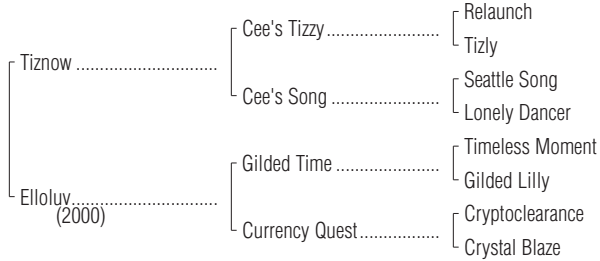 Relaunch
Cee's Tizzy
Tizly
Tiznow
Seattle Song
Cee's Song
Lonely Dancer
Timeless Moment
Gilded Time
Gilded Lilly
Elloluv
(2000)
Cryptoclearance
Currency Quest
Crystal Blaze